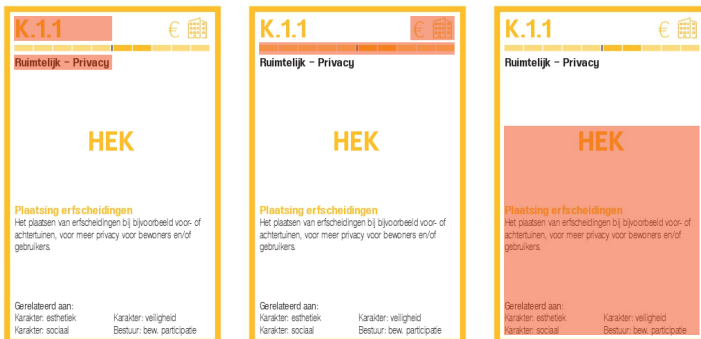 K.1.1 €
Ruimtelijk – Privacy
HEK
Plaatsing erfscheidingen
Het plaatsen van erfscheidingen bij bijvoorbeeld voor- of
achtertuinen, voor meer privacy voor bewoners en/of
gebruikers.
Gerelateerd aan:
Karakter: esthetiek Karakter: veiligheid
Karakter: sociaal Bestuur: bew. participatie
K.1.1 €
Ruimtelijk – Privacy
HEK
Plaatsing erfscheidingen
Het plaatsen van erfscheidingen bij bijvoorbeeld voor- of
achtertuinen, voor meer privacy voor bewoners en/of
gebruikers.
Gerelateerd aan:
Karakter: esthetiek Karakter: veiligheid
Karakter: sociaal Bestuur: bew. participatie
K.1.1 €
Ruimtelijk – Privacy
HEK
Plaatsing erfscheidingen
Het plaatsen van erfscheidingen bij bijvoorbeeld voor- of
achtertuinen, voor meer privacy voor bewoners en/of
gebruikers.
Gerelateerd aan:
Karakter: esthetiek Karakter: veiligheid
Karakter: sociaal Bestuur: bew. participatie